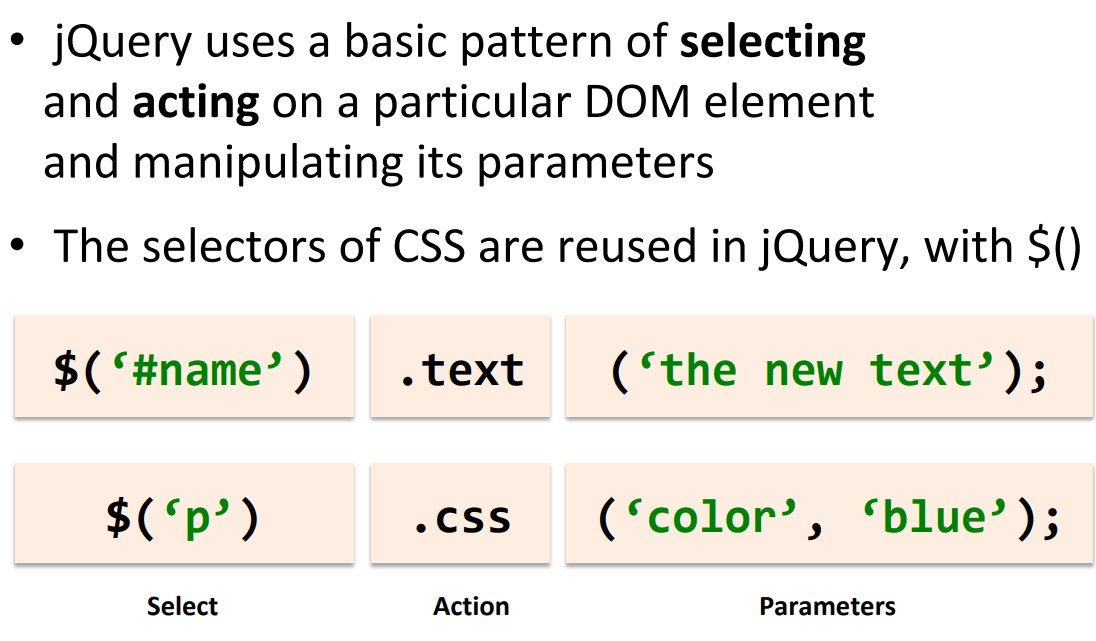 • jQuery uses a basic pattern of selecting
and acting on a particular DOM element
and manipulating its parameters
• The selectors of CSS are reused in jQuery, with $()
$(‘#name’) .text (‘the new text’);
$(‘p’) .css (‘color’, ‘blue’);
Select Action Parameters